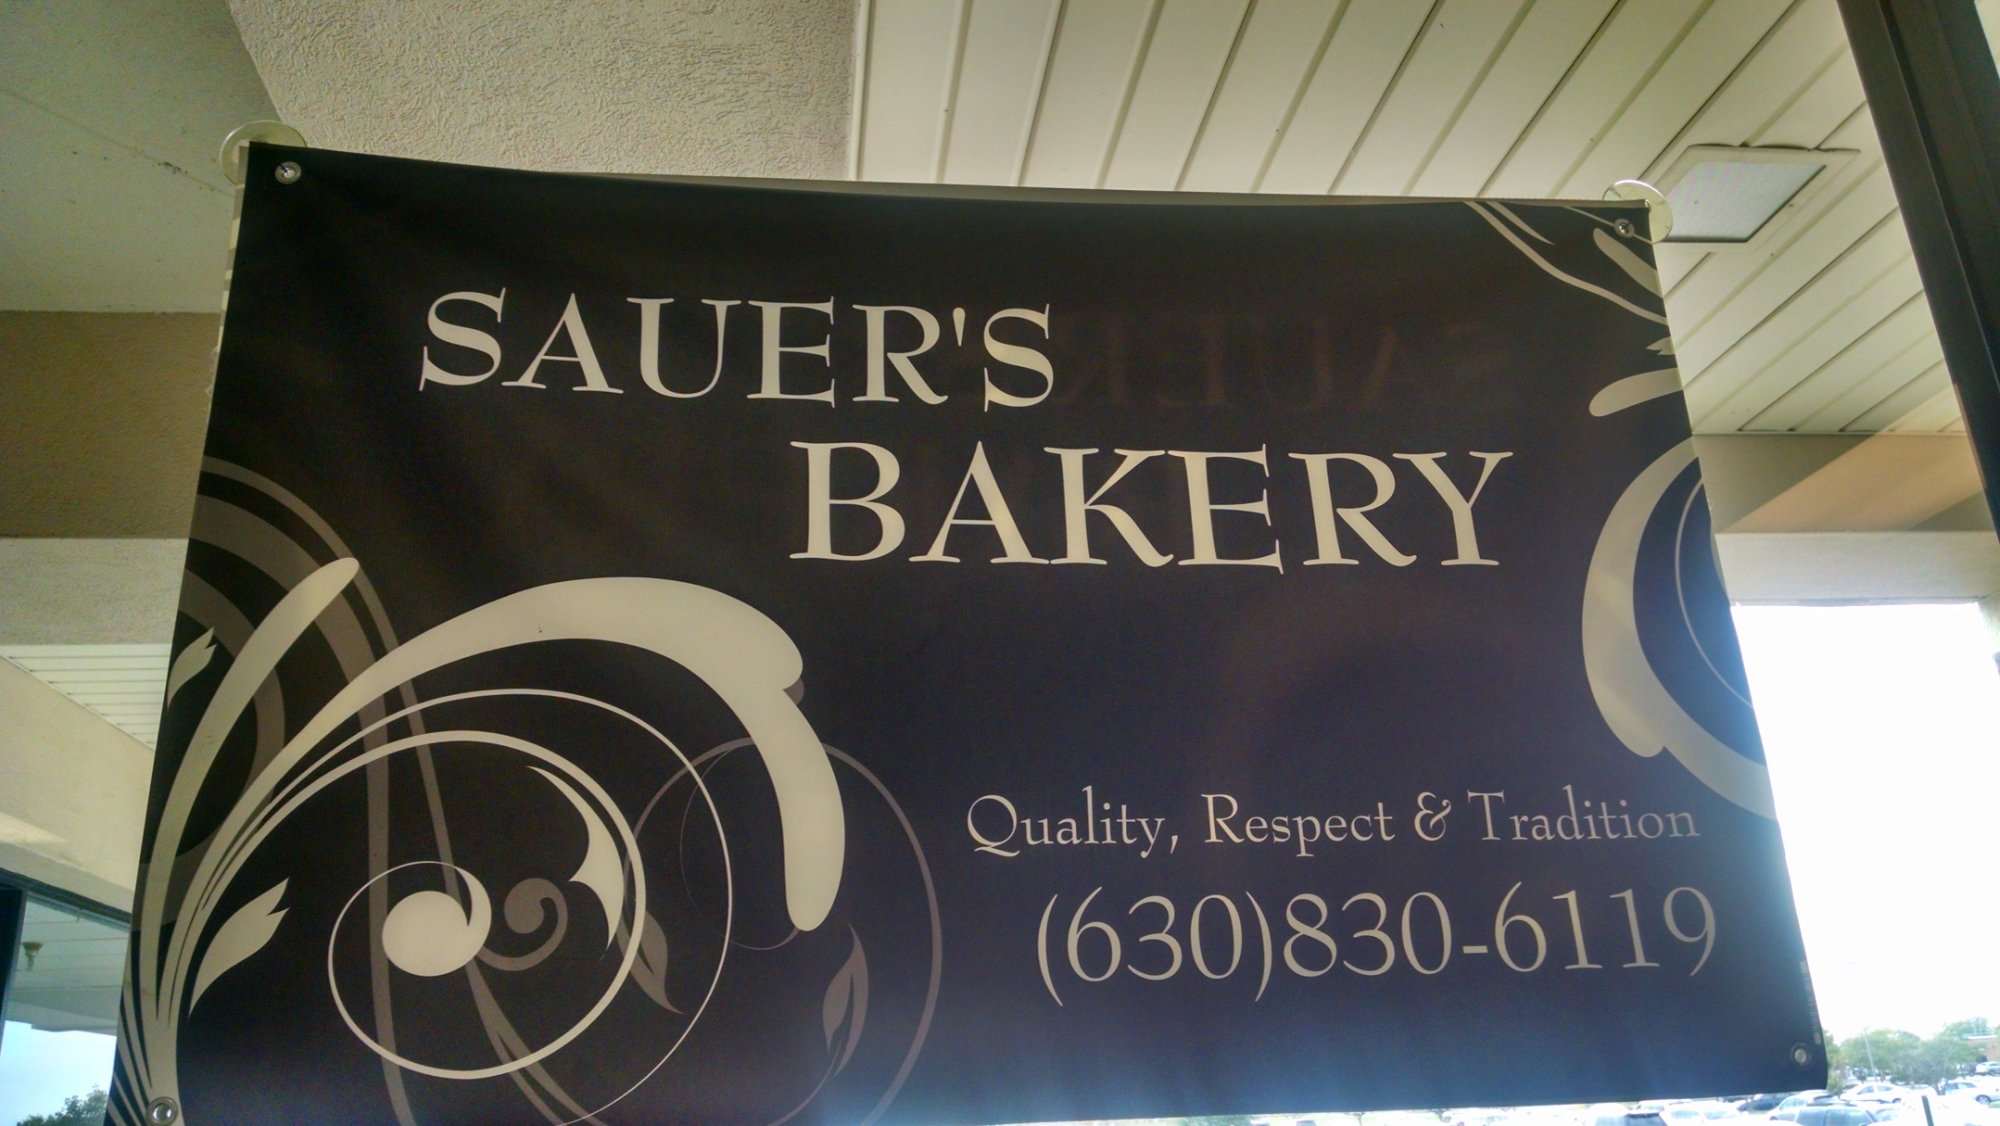 SAUER'S
BAKERY
Quality, Respect & Tradition
(630)830-6119